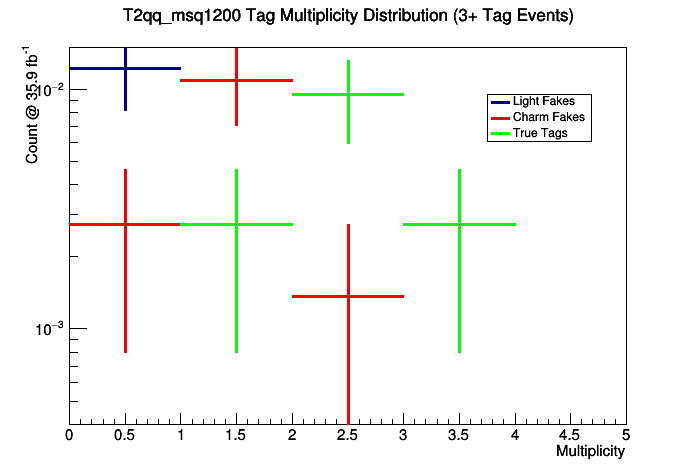 T2qq_msq1200 Tag Multiplicity Distribution (3+ Tag Events)
Count @ 35.9 fb⁻¹
10⁻²
10⁻³
Light Fakes
Charm Fakes
True Tags
0 0.5 1 1.5 2 2.5 3 3.5 4 4.5 5
Multiplicity